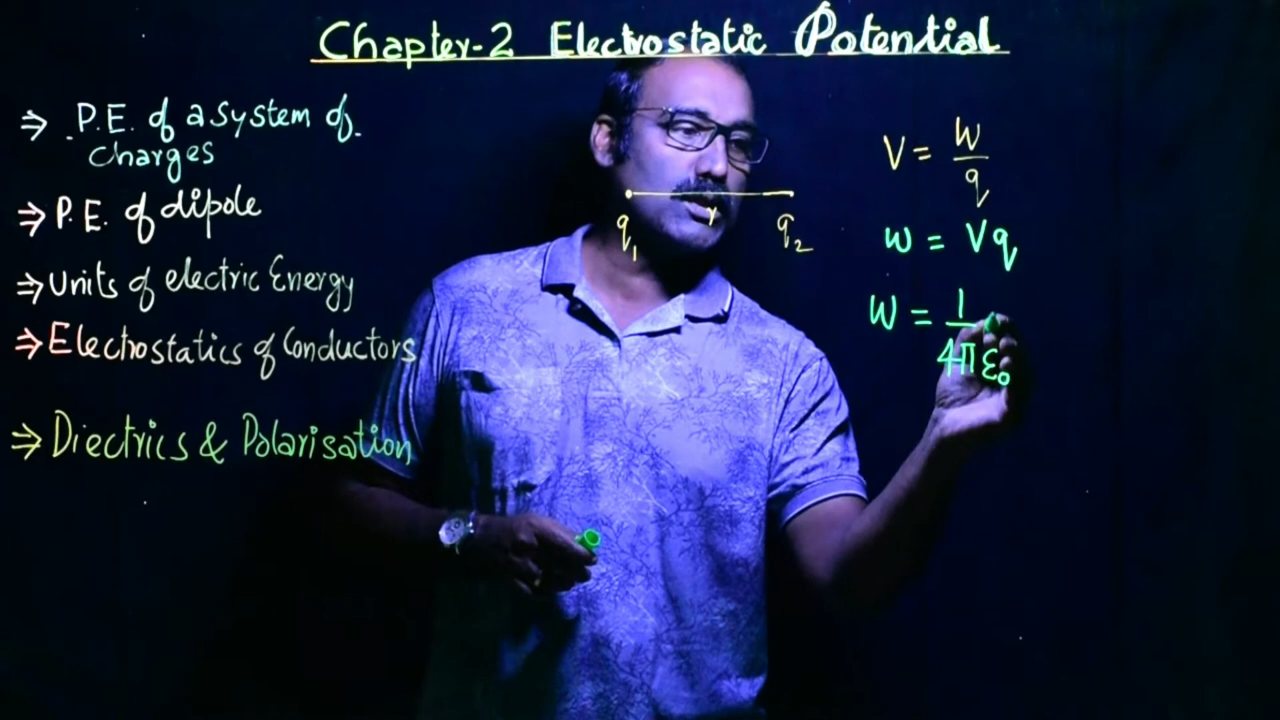 Chapter-2 Electrostatic Potential
⇒ P.E. of a system of
charges
⇒ P.E. of dipole
⇒ Units of electric Energy
⇒ Electrostatics of Conductors
⇒ Diectrics & Polarisation
q₁ r q₂
V = W/q
W = Vq
W = 1/4πε₀